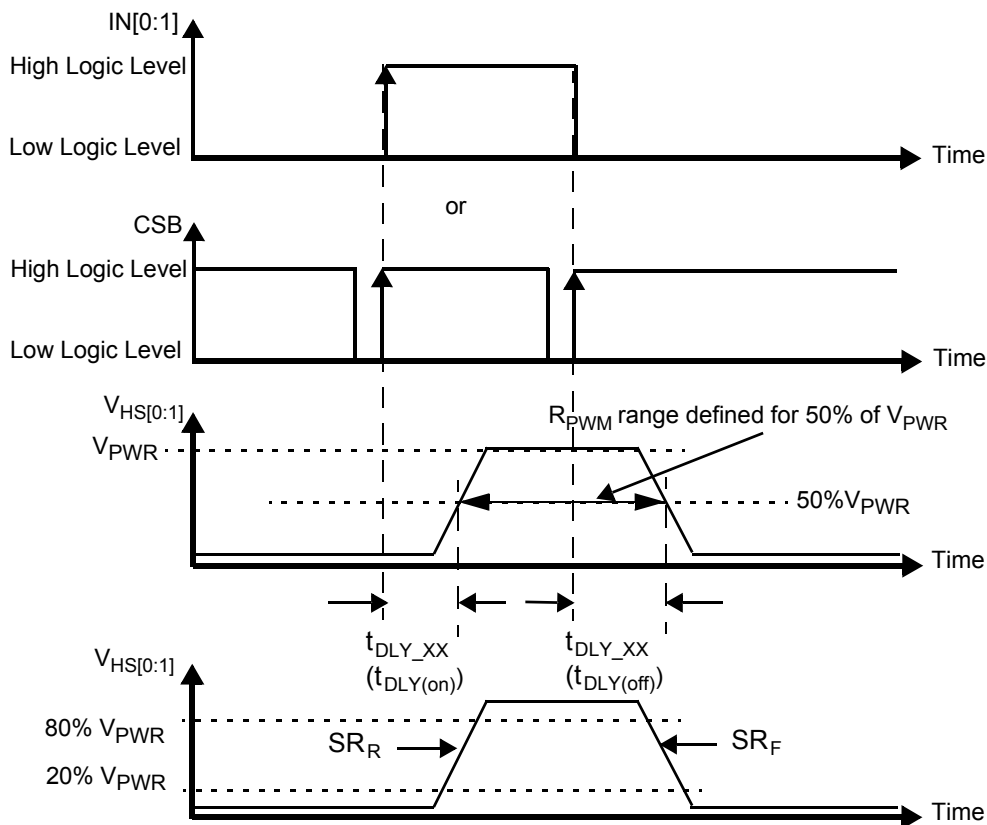 IN[0:1]
High Logic Level
Low Logic Level
Time
or
CSB
High Logic Level
Low Logic Level
Time
VHS[0:1]
RPWM range defined for 50% of VPWR
VPWR
50%VPWR
Time
tDLY_XX
(tDLY(on))
tDLY_XX
(tDLY(off))
VHS[0:1]
80% VPWR
SRR
SRF
20% VPWR
Time